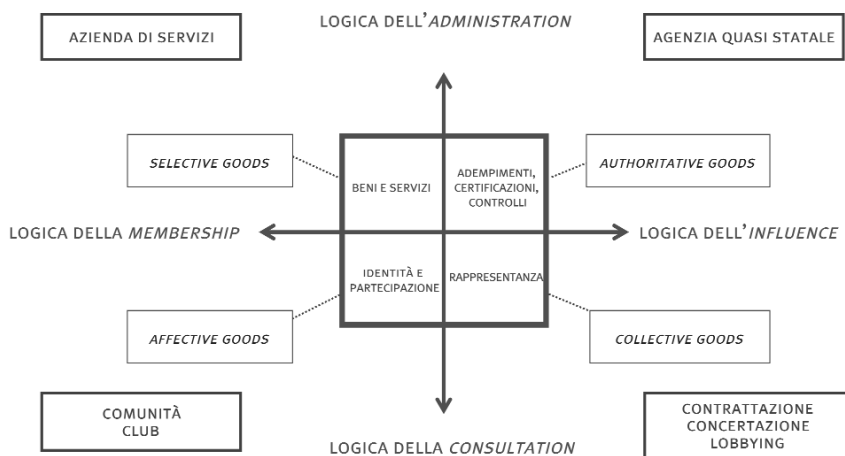 LOGICA DELL'ADMINISTRATION
AZIENDA DI SERVIZI
AGENZIA QUASI STATALE
SELECTIVE GOODS
BENI E SERVIZI
ADEMPIMENTI,
CERTIFICAZIONI,
CONTROLLI
AUTHORITATIVE GOODS
LOGICA DELLA MEMBERSHIP
LOGICA DELL'INFLUENCE
IDENTITÀ E
PARTECIPAZIONE
RAPPRESENTANZA
AFFECTIVE GOODS
COLLECTIVE GOODS
COMUNITÀ
CLUB
LOGICA DELLA CONSULTATION
CONTRATTAZIONE
CONCERTAZIONE
LOBBYING